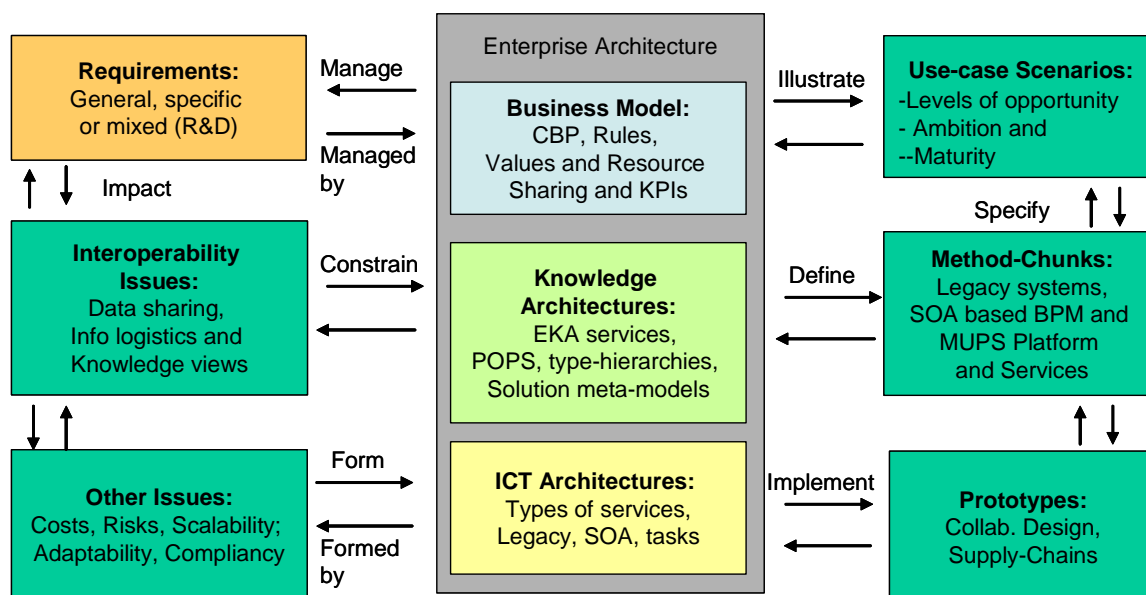 Enterprise Architecture
Requirements:
General, specific
or mixed (R&D)
Manage
Managed
by
Business Model:
CBP, Rules,
Values and Resource
Sharing and KPIs
Illustrate
Use-case Scenarios:
-Levels of opportunity
- Ambition and
--Maturity
Impact
Specify
Interoperability
Issues:
Data sharing,
Info logistics and
Knowledge views
Constrain
Knowledge
Architectures:
EKA services,
POPS, type-hierarchies,
Solution meta-models
Define
Method-Chunks:
Legacy systems,
SOA based BPM and
MUPS Platform
and Services
Other Issues:
Costs, Risks, Scalability;
Adaptability, Compliancy
Form
Formed
by
ICT Architectures:
Types of services,
Legacy, SOA, tasks
Implement
Prototypes:
Collab. Design,
Supply-Chains